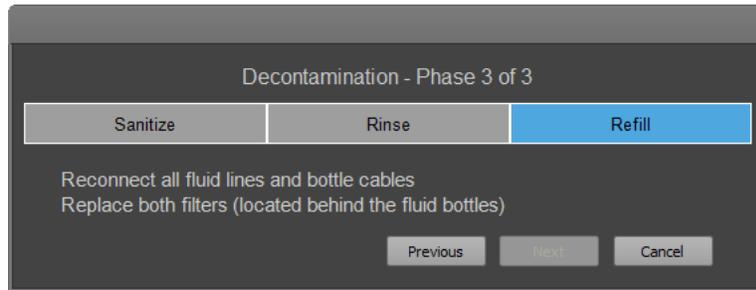 Decontamination - Phase 3 of 3
Sanitize Rinse Refill
Reconnect all fluid lines and bottle cables
Replace both filters (located behind the fluid bottles)
Previous Next Cancel